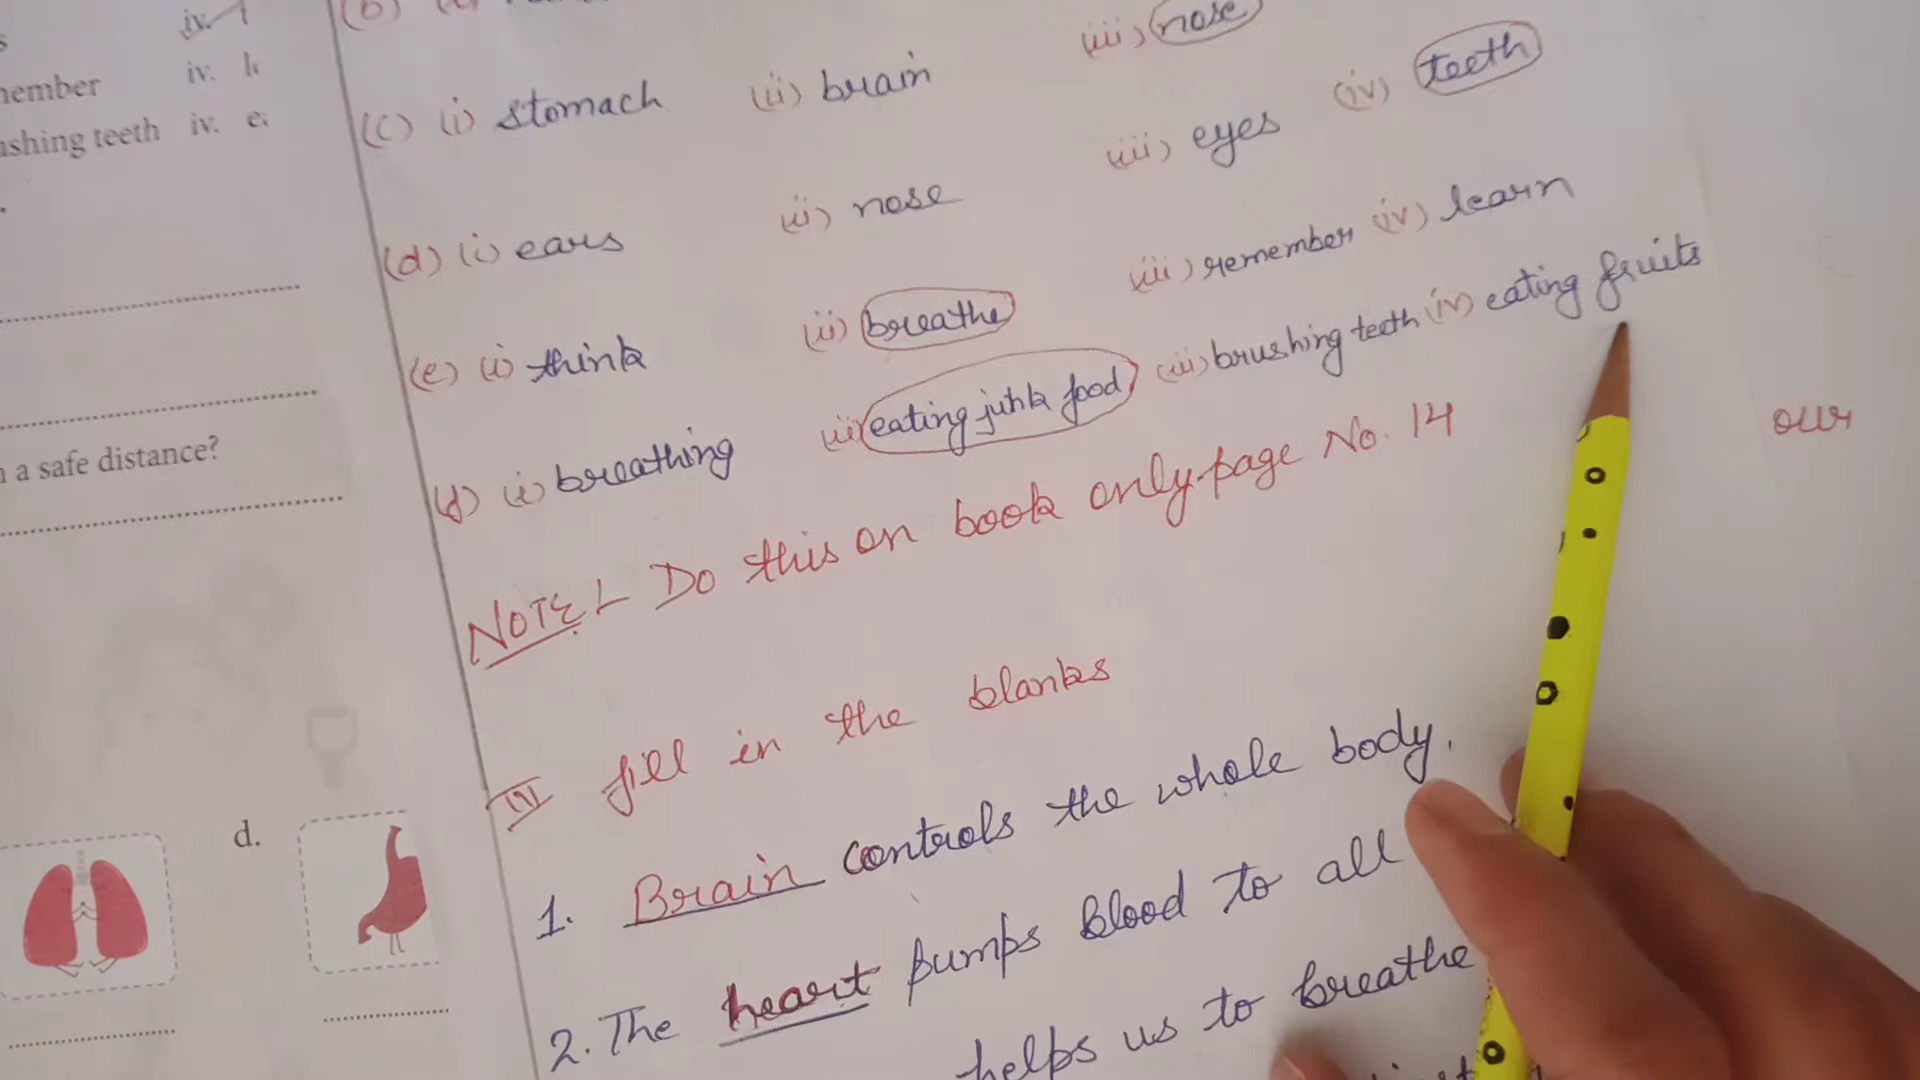 iv.
member iv.
brushing teeth iv.
a safe distance?
d.
(b)
(iii) nose
(c) (i) stomach (ii) brain
(iii) eyes (iv) teeth
(d) (i) ears (ii) nose
(iii) remember (iv) learn
(e) (i) think (ii) breathe
(iii) brushing teeth (iv) eating fruits
(f) (i) breathing (ii) eating junk food
NOTE:- Do this on book only-page No. 14
our
IV fill in the blanks
1. Brain controls the whole body.
2. The heart pumps Blood to all
helps us to breathe